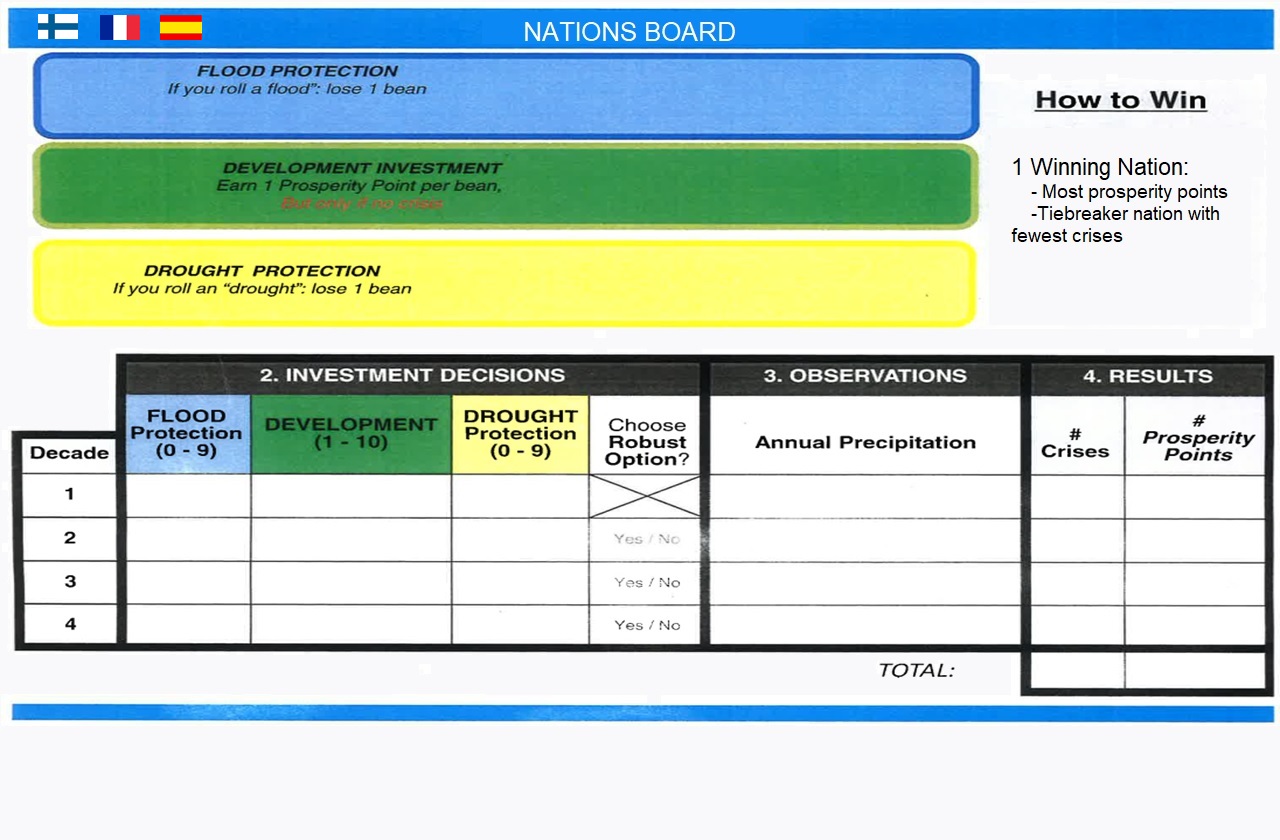 NATIONS BOARD
FLOOD PROTECTION
If you roll a flood”: lose 1 bean
DEVELOPMENT INVESTMENT
Earn 1 Prosperity Point per bean,
But only if no crisis
DROUGHT PROTECTION
If you roll an “drought”: lose 1 bean
How to Win
1 Winning Nation:
- Most prosperity points
-Tiebreaker nation with
fewest crises
2. INVESTMENT DECISIONS
3. OBSERVATIONS
4. RESULTS
Decade
FLOOD
Protection
(0 - 9)
DEVELOPMENT
(1 - 10)
DROUGHT
Protection
(0 - 9)
Choose
Robust
Option?
Annual Precipitation
#
Crises
#
Prosperity
Points
1
2
Yes / No
3
Yes / No
4
Yes / No
TOTAL: